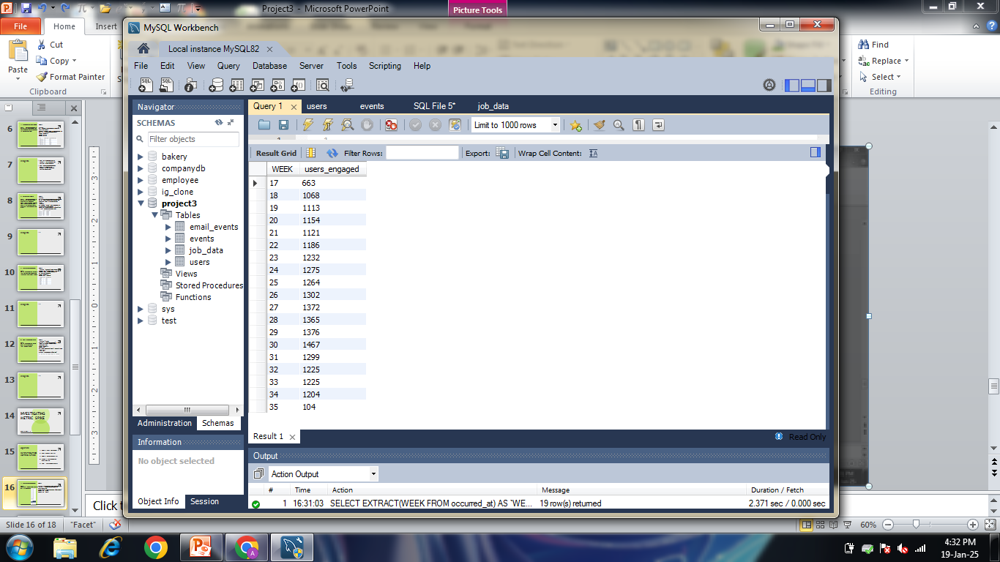 Project3 - Microsoft PowerPoint
Picture Tools
File
Home
Insert
Cut
Copy
Format Painter
Paste
Clipboard
Find
Replace
Select
Editing
MySQL Workbench
Local instance MySQL82
File Edit View Query Database Server Tools Scripting Help
Navigator
SCHEMAS
Filter objects
bakery
companydb
employee
ig_clone
project3
Tables
email_events
events
job_data
users
Views
Stored Procedures
Functions
sys
test
Administration Schemas
Information
No object selected
Object Info Session
Query 1 users events SQL File 5* job_data
Limit to 1000 rows
1
Result Grid Filter Rows: Export: Wrap Cell Content:
WEEK users_engaged
17 663
18 1068
19 1113
20 1154
21 1121
22 1186
23 1232
24 1275
25 1264
26 1302
27 1372
28 1365
29 1376
30 1467
31 1299
32 1225
33 1225
34 1204
35 104
Result 1
Read Only
Output
Action Output
# Time Action Message Duration / Fetch
1 16:31:03 SELECT EXTRACT(WEEK FROM occurred_at) AS `WE... 19 row(s) returned 2.371 sec / 0.000 sec
6
7
8
9
10
11
12
13
14
INVESTIGATING
METRIC SPIKE
15
16
Click t
Slide 16 of 18 "Facet" 60%
4:32 PM
19-Jan-25